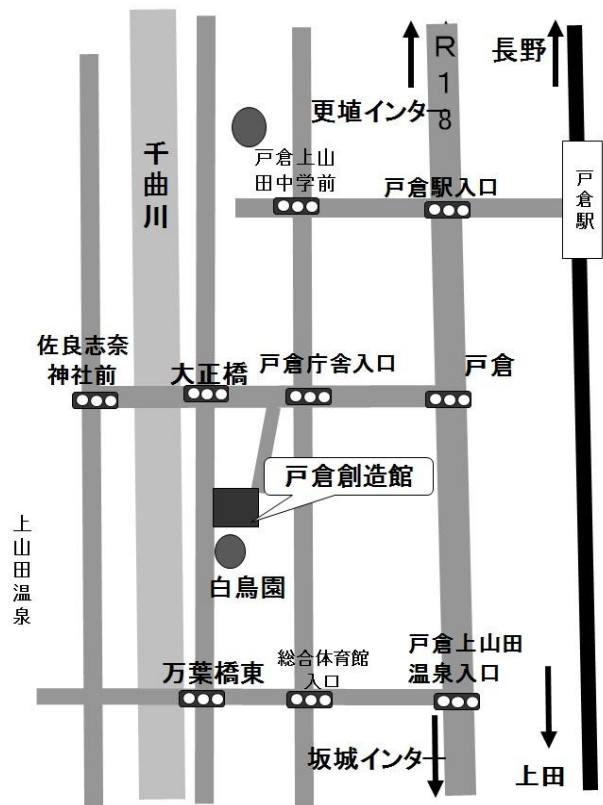 長野
R18
更埴インター
千曲川
戸倉上山
田中学前
戸倉駅入口
戸倉駅
佐良志奈
神社前
大正橋
戸倉庁舎入口
戸倉
戸倉創造館
上山田温泉
白鳥園
万葉橋東
総合体育館
入口
戸倉上山田
温泉入口
坂城インター
上田